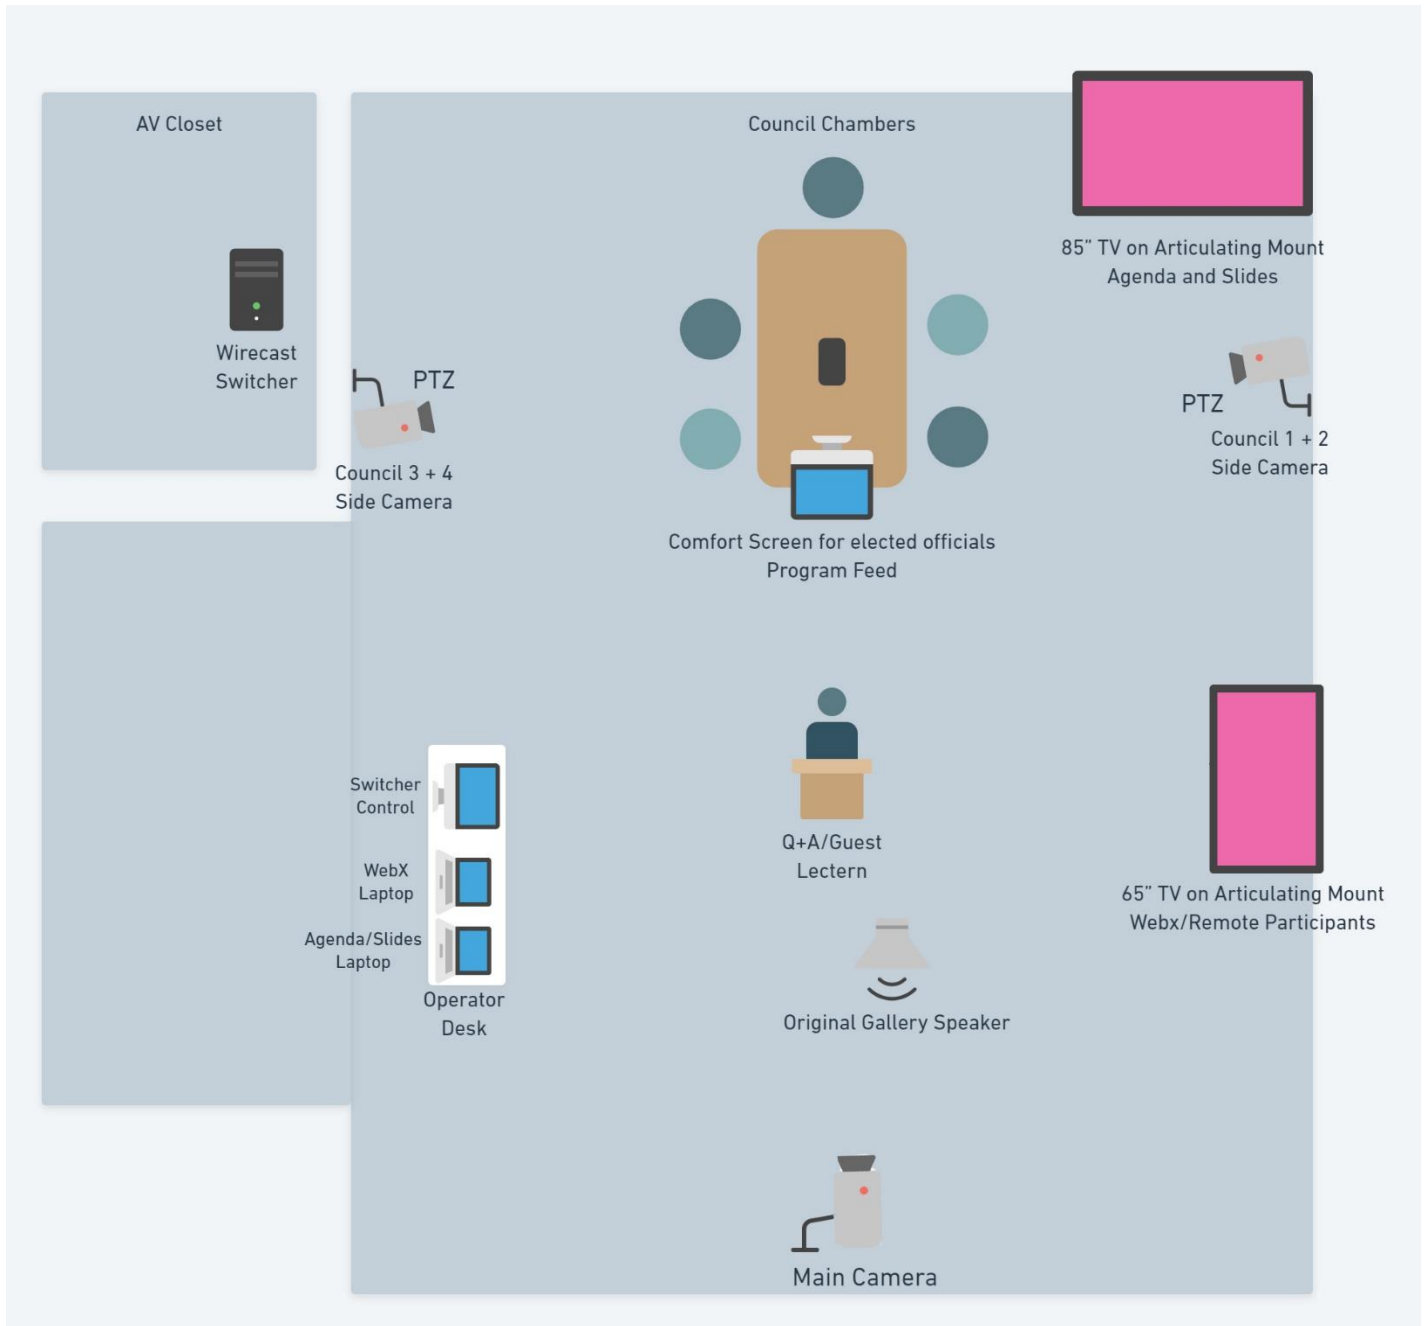 AV Closet
Council Chambers
85” TV on Articulating Mount
Agenda and Slides
Wirecast
Switcher
PTZ
Council 3 + 4
Side Camera
PTZ
Council 1 + 2
Side Camera
Comfort Screen for elected officials
Program Feed
Switcher
Control
WebX
Laptop
Agenda/Slides
Laptop
Operator
Desk
Q+A/Guest
Lectern
65” TV on Articulating Mount
Webx/Remote Participants
Original Gallery Speaker
Main Camera